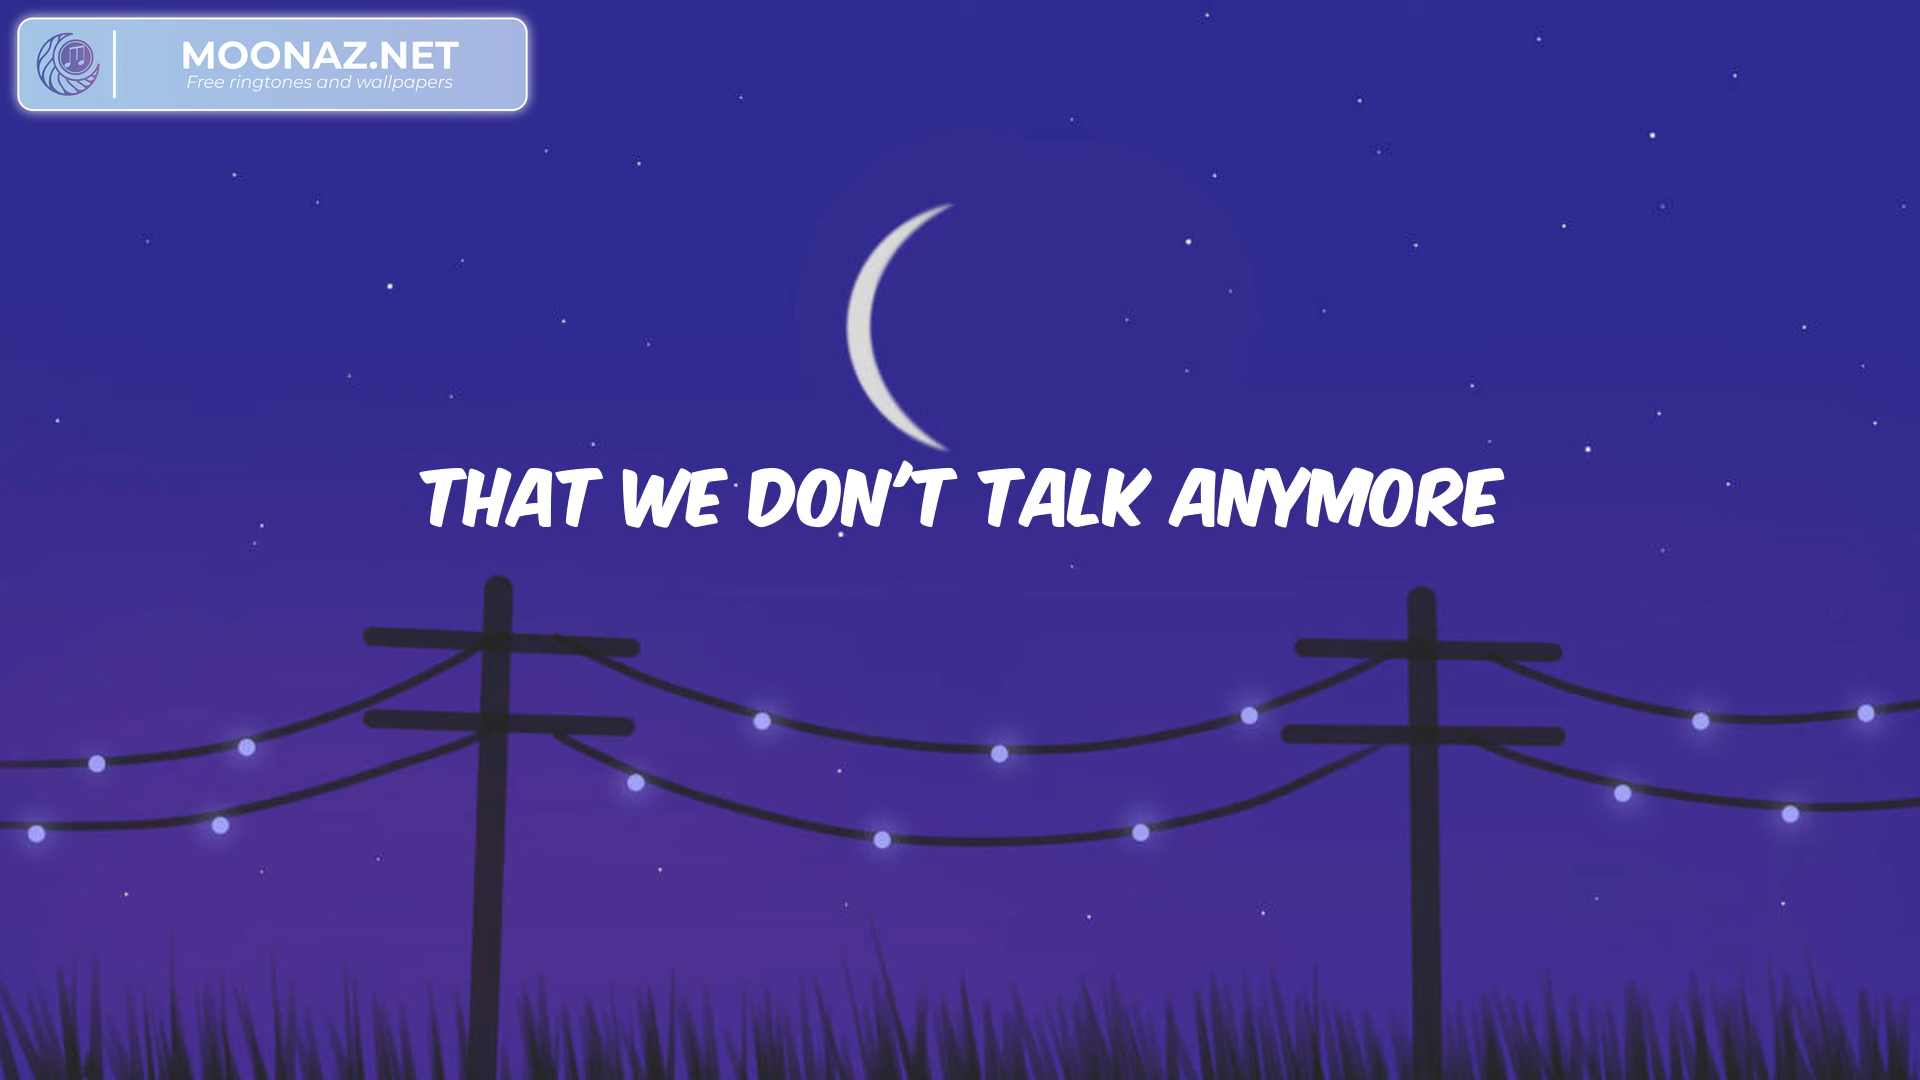 MOONAZ.NET
Free ringtones and wallpapers
THAT WE DON'T TALK ANYMORE